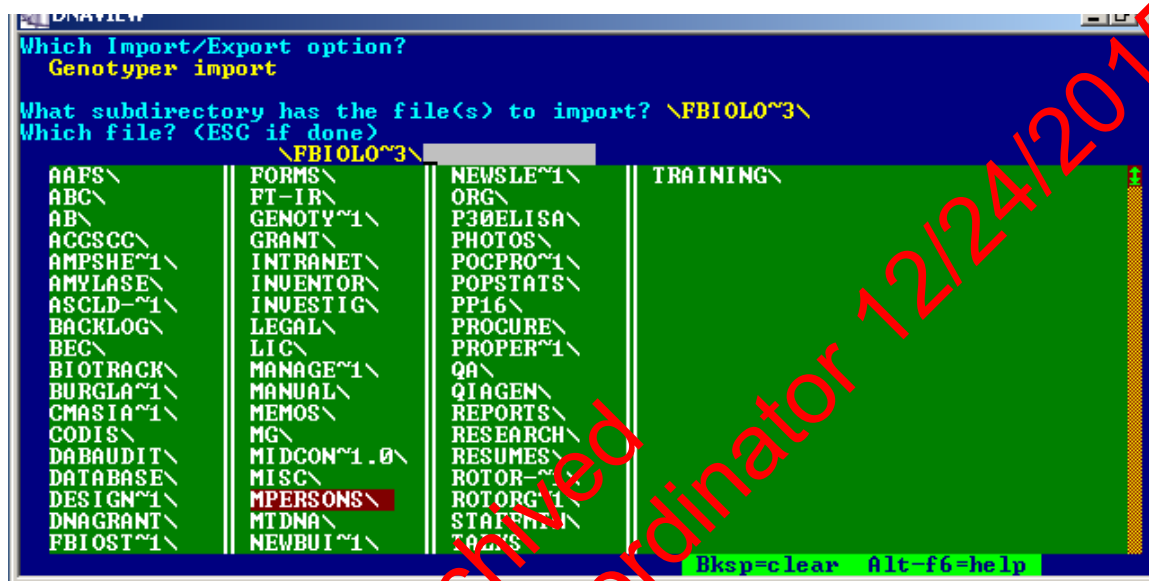 DNAVIEW
Which Import/Export option?
Genotyper import
What subdirectory has the file(s) to import? \FBIOLO~3\
Which file? (ESC if done)
\FBIOLO~3\
AAFS\ FORMS\ NEWSLE~1\ TRAINING\
ABC\ FT-IR\ ORG\
AB\ GENOTY~1\ P30ELISA\
ACCSCC\ GRANT\ PHOTOS\
AMPSHE~1\ INTRANET\ POCPRO~1\
AMYLASE\ INVENTOR\ POPSTATS\
ASCLD-~1\ INVESTIG\ PP16\
BACKLOG\ LEGAL\ PROCURE\
BEC\ LIC\ PROPER~1\
BIOTRACK\ MANAGE~1\ QA\
BURGLA~1\ MANUAL\ QIAGEN\
CMASIA~1\ MEMOS\ REPORTS\
CODIS\ MG\ RESEARCH\
DABAUDIT\ MIDCON~1.0\ RESUMES\
DATABASE\ MISC\ ROTOR-~1\
DESIGN~1\ MPERSONS\ ROTORG~1\
DNAGRANT\ MTDNA\
FBIOST~1\ NEWBUI~1\
Bksp=clear Alt-f6=help
12/24/201